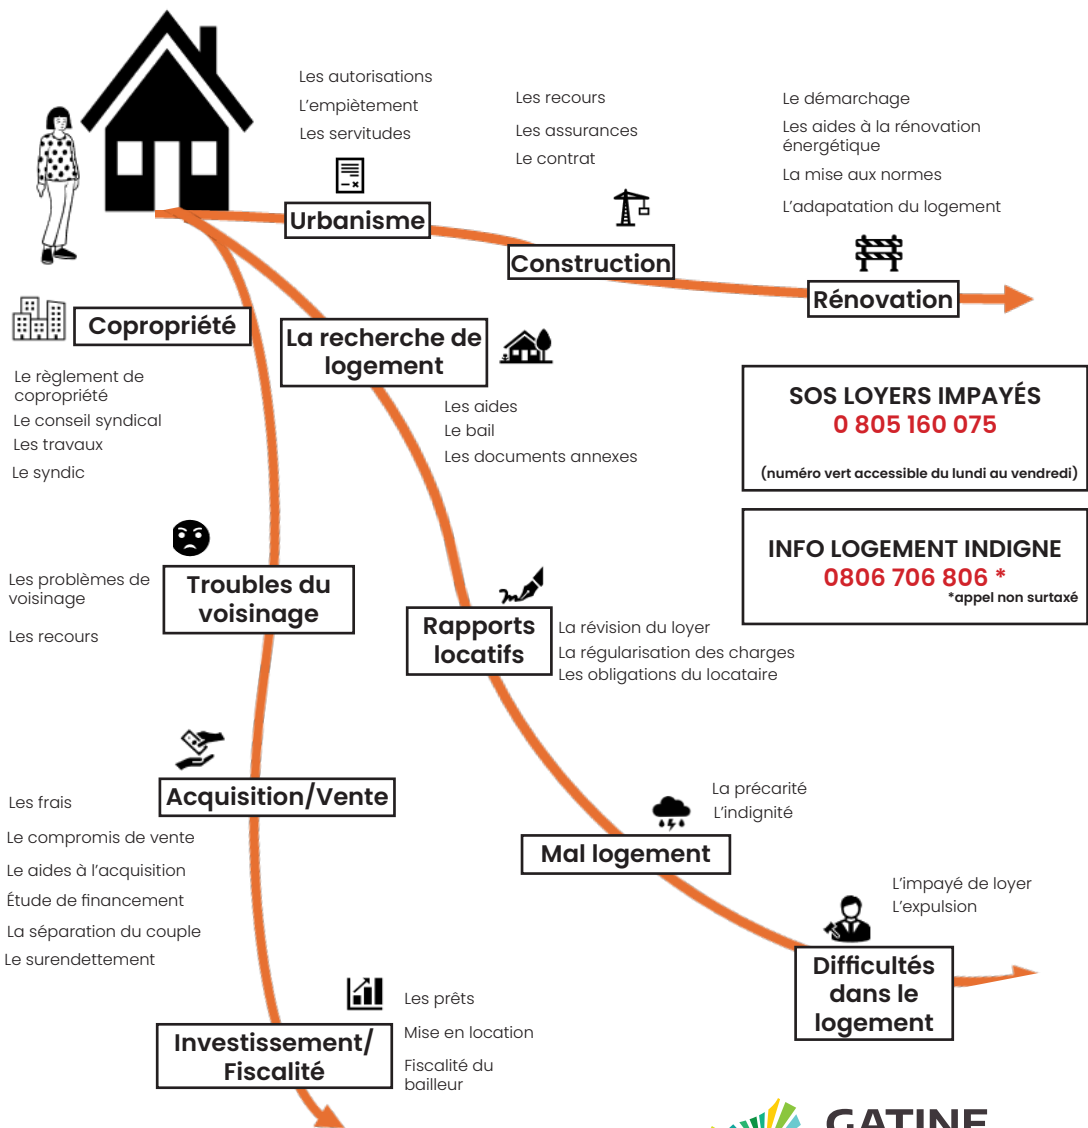 Les autorisations
L'empiètement
Les servitudes
Urbanisme
Les recours
Les assurances
Le contrat
Construction
Le démarchage
Les aides à la rénovation
énergétique
La mise aux normes
L'adapatation du logement
Rénovation
Copropriété
Le règlement de
copropriété
Le conseil syndical
Les travaux
Le syndic
La recherche de
logement
Les aides
Le bail
Les documents annexes
SOS LOYERS IMPAYÉS
0 805 160 075
(numéro vert accessible du lundi au vendredi)
INFO LOGEMENT INDIGNE
0806 706 806 *
*appel non surtaxé
Troubles du
voisinage
Les problèmes de
voisinage
Les recours
Rapports
locatifs
La révision du loyer
La régularisation des charges
Les obligations du locataire
Acquisition/Vente
Les frais
Le compromis de vente
Le aides à l'acquisition
Étude de financement
La séparation du couple
Le surendettement
La précarité
L'indignité
Mal logement
L'impayé de loyer
L'expulsion
Difficultés
dans le
logement
Investissement/
Fiscalité
Les prêts
Mise en location
Fiscalité du
bailleur
GATINE